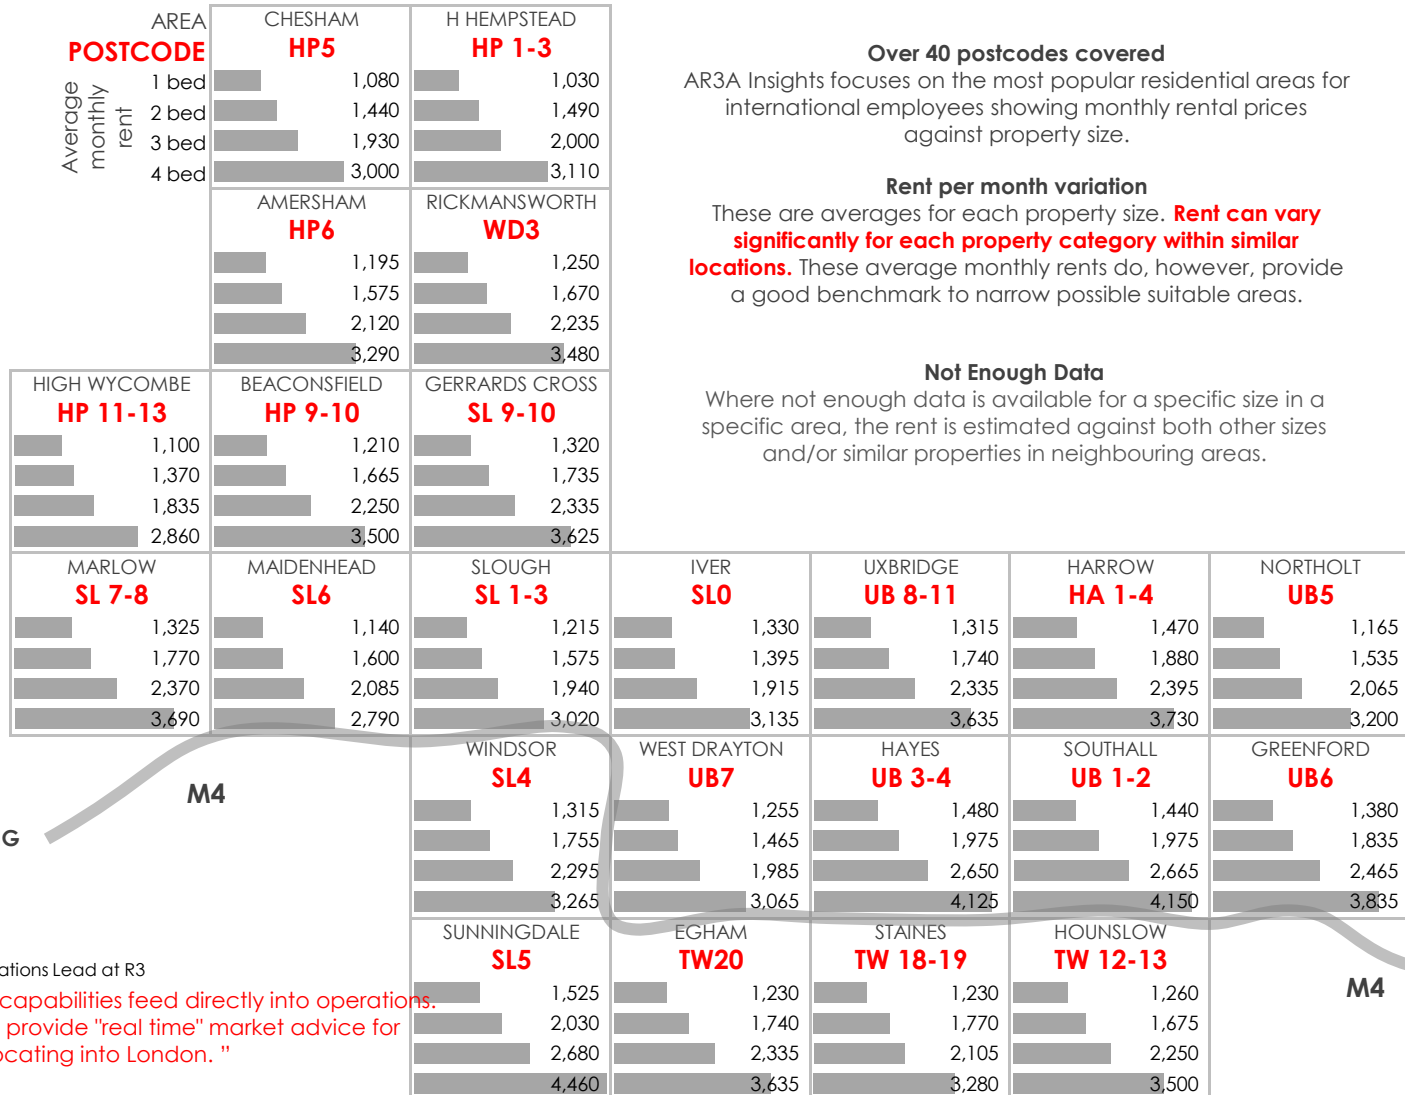 AREA
POSTCODE
Average
monthly
rent
1 bed
2 bed
3 bed
4 bed
CHESHAM
HP5
1,080
1,440
1,930
3,000
H HEMPSTEAD
HP 1-3
1,030
1,490
2,000
3,110
Over 40 postcodes covered
AR3A Insights focuses on the most popular residential areas for
international employees showing monthly rental prices
against property size.
Rent per month variation
These are averages for each property size. Rent can vary
significantly for each property category within similar
locations. These average monthly rents do, however, provide
a good benchmark to narrow possible suitable areas.
Not Enough Data
Where not enough data is available for a specific size in a
specific area, the rent is estimated against both other sizes
and/or similar properties in neighbouring areas.
AMERSHAM
HP6
1,195
1,575
2,120
3,290
RICKMANSWORTH
WD3
1,250
1,670
2,235
3,480
HIGH WYCOMBE
HP 11-13
1,100
1,370
1,835
2,860
BEACONSFIELD
HP 9-10
1,210
1,665
2,250
3,500
GERRARDS CROSS
SL 9-10
1,320
1,735
2,335
3,625
MARLOW
SL 7-8
1,325
1,770
2,370
3,690
MAIDENHEAD
SL6
1,140
1,600
2,085
2,790
SLOUGH
SL 1-3
1,215
1,575
1,940
3,020
IVER
SL0
1,330
1,395
1,915
3,135
UXBRIDGE
UB 8-11
1,315
1,740
2,335
3,635
HARROW
HA 1-4
1,470
1,880
2,395
3,730
NORTHOLT
UB5
1,165
1,535
2,065
3,200
M4
G
WINDSOR
SL4
1,315
1,755
2,295
3,265
WEST DRAYTON
UB7
1,255
1,465
1,985
3,065
HAYES
UB 3-4
1,480
1,975
2,650
4,125
SOUTHALL
UB 1-2
1,440
1,975
2,665
4,150
GREENFORD
UB6
1,380
1,835
2,465
3,835
ations Lead at R3
capabilities feed directly into operations.
provide "real time" market advice for
ocating into London. ”
SUNNINGDALE
SL5
1,525
2,030
2,680
4,460
EGHAM
TW20
1,230
1,740
2,335
3,635
STAINES
TW 18-19
1,230
1,770
2,105
3,280
HOUNSLOW
TW 12-13
1,260
1,675
2,250
3,500
M4